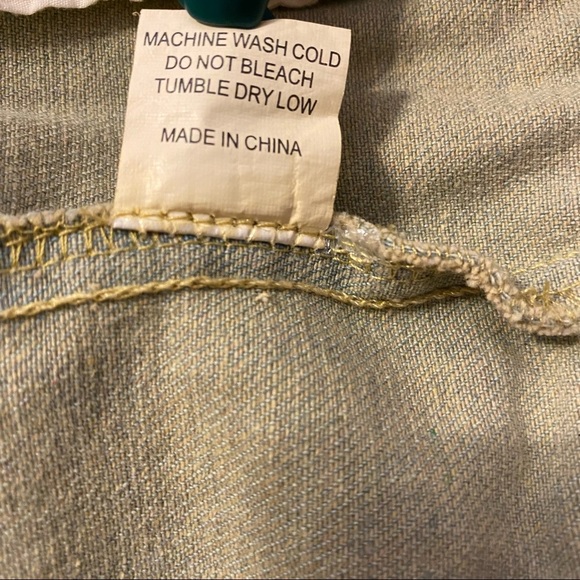 MACHINE WASH COLD
DO NOT BLEACH
TUMBLE DRY LOW
MADE IN CHINA